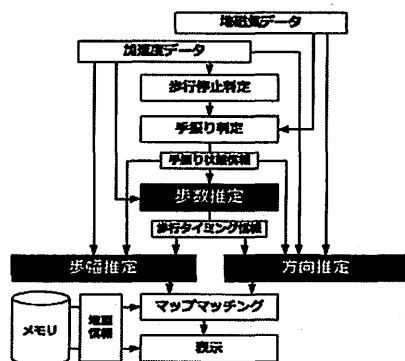 地磁気データ
加速度データ
歩行停止判定
手振り判定
手振り状態情報
歩数推定
歩行タイミング情報
歩幅推定
方向推定
メモリ
地図
情報
マップマッチング
表示